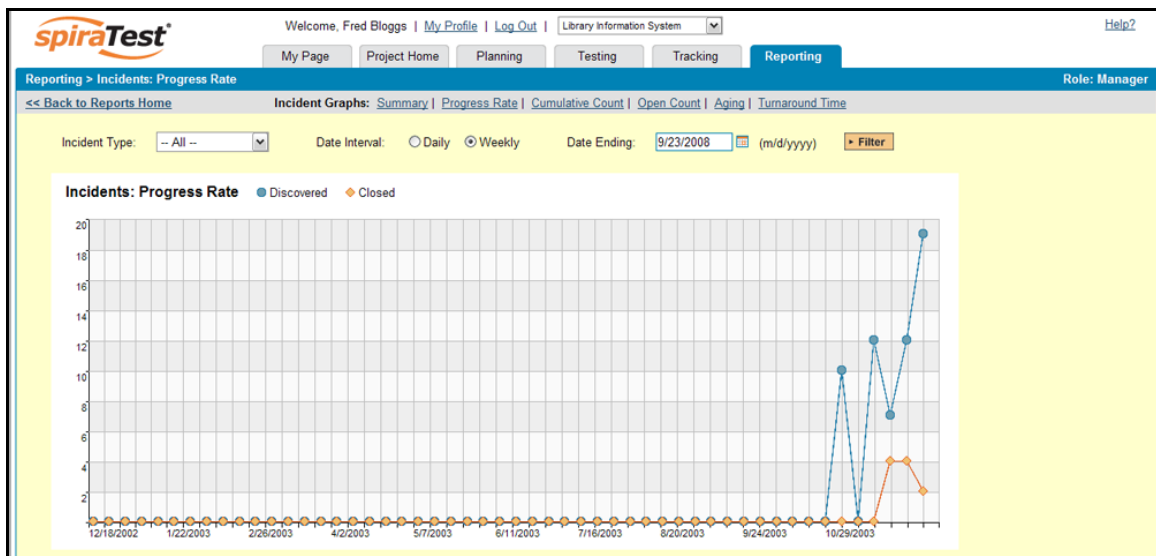 spiraTest®
Welcome, Fred Bloggs | My Profile | Log Out | Library Information System
Help?
My Page Project Home Planning Testing Tracking Reporting
Reporting > Incidents: Progress Rate Role: Manager
<< Back to Reports Home Incident Graphs: Summary | Progress Rate | Cumulative Count | Open Count | Aging | Turnaround Time
Incident Type: -- All -- Date Interval: Daily Weekly Date Ending: 9/23/2008 (m/d/yyyy) Filter
Incidents: Progress Rate Discovered Closed
20
18
16
14
12
10
8
6
4
2
12/18/2002 1/22/2003 2/26/2003 4/2/2003 5/7/2003 6/11/2003 7/16/2003 8/20/2003 9/24/2003 10/29/2003